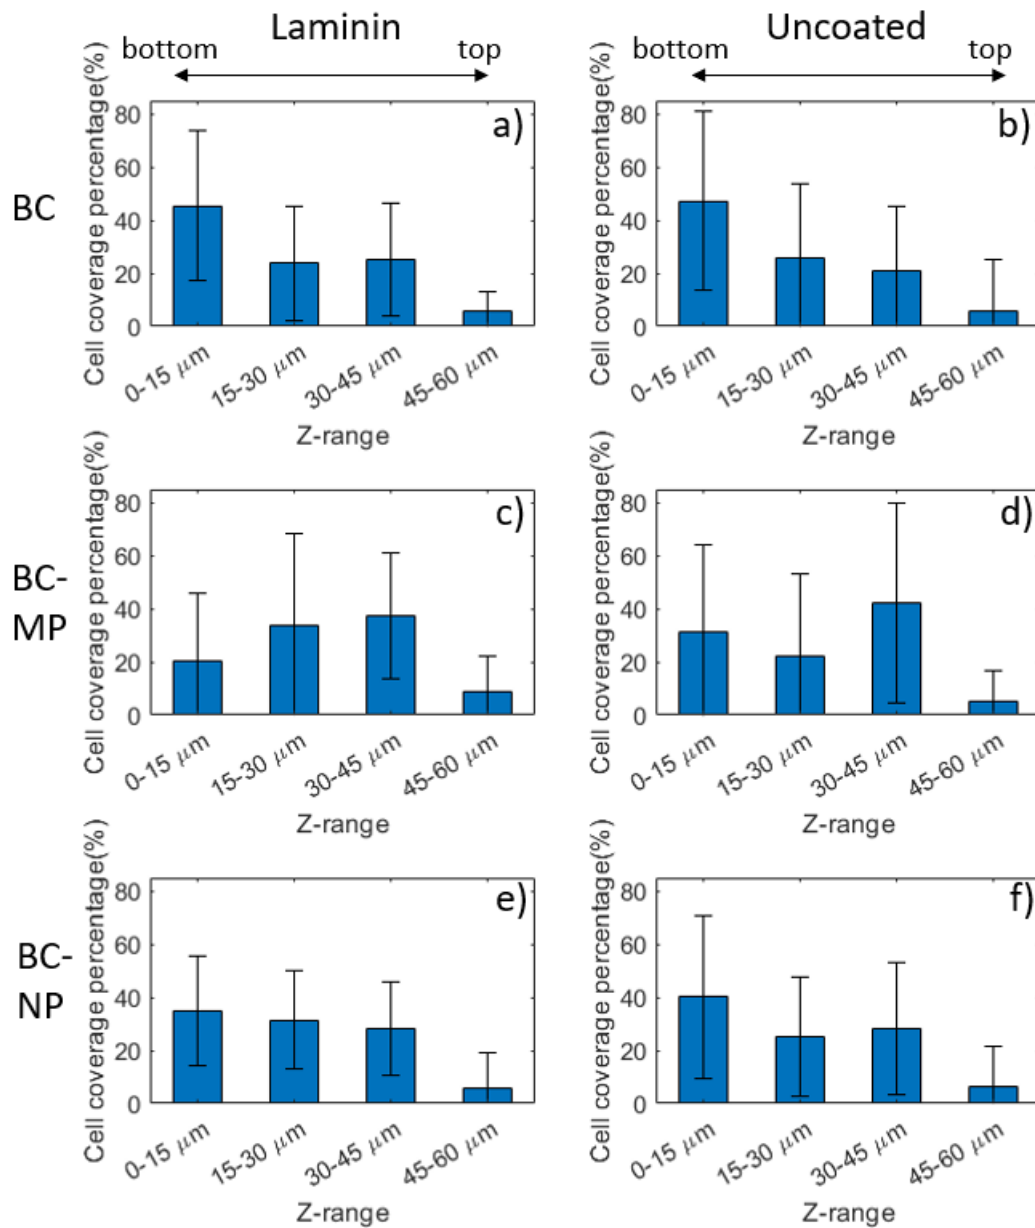 Laminin
Uncoated
bottom
top
bottom
top
BC
Cell coverage percentage(%)
80
60
40
20
0
a)
0-15 μm
15-30 μm
30-45 μm
45-60 μm
Z-range
Cell coverage percentage(%)
80
60
40
20
0
b)
0-15 μm
15-30 μm
30-45 μm
45-60 μm
Z-range
BC-
MP
Cell coverage percentage(%)
80
60
40
20
0
c)
0-15 μm
15-30 μm
30-45 μm
45-60 μm
Z-range
Cell coverage percentage(%)
80
60
40
20
0
d)
0-15 μm
15-30 μm
30-45 μm
45-60 μm
Z-range
BC-
NP
Cell coverage percentage(%)
80
60
40
20
0
e)
0-15 μm
15-30 μm
30-45 μm
45-60 μm
Z-range
Cell coverage percentage(%)
80
60
40
20
0
f)
0-15 μm
15-30 μm
30-45 μm
45-60 μm
Z-range